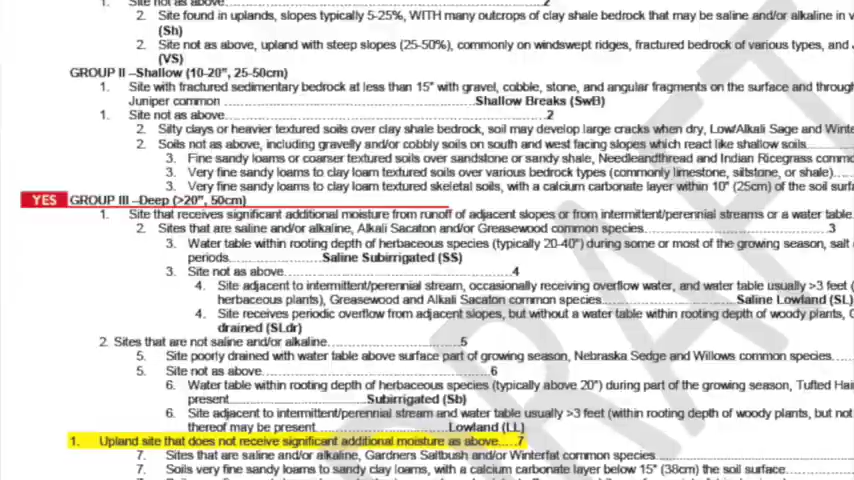 1. Site not as above...................................................2
2. Site found in uplands, slopes typically 5-25%, WITH many outcrops of clay shale bedrock that may be saline and/or alkaline in
(Sh)
2. Site not as above, upland with steep slopes (25-50%), commonly on windswept ridges, fractured bedrock of various types, and
(VS)
GROUP II –Shallow (10-20", 25-50cm)
1. Site with fractured sedimentary bedrock at less than 15" with gravel, cobble, stone, and angular fragments on the surface and through
Juniper common ...............................................................Shallow Breaks (SwB)
1. Site not as above.................................................2
2. Silty clays or heavier textured soils over clay shale bedrock, soil may develop large cracks when dry, Low/Alkali Sage and
2. Soils not as above, including gravelly and/or cobbly soils on south and west facing slopes which react like shallow soils
3. Fine sandy loams or coarser textured soils over sandstone or sandy shale, Needleandthread and Indian Ricegrass
3. Very fine sandy loams to clay loam textured soils over various bedrock types (commonly limestone, siltstone, or shale)
3. Very fine sandy loams to clay loam textured skeletal soils, with a calcium carbonate layer within 10" (25cm) of the soil
YES GROUP III –Deep (>20", 50cm)
1. Site that receives significant additional moisture from runoff of adjacent slopes or from intermittent/perennial streams or a water table
2. Sites that are saline and/or alkaline, Alkali Sacaton and/or Greasewood common species...............................................3
3. Water table within rooting depth of herbaceous species (typically 20-40") during some or most of the growing season, salt
periods.......................Saline Subirrigated (SS)
3. Site not as above..........................................................4
4. Site adjacent to intermittent/perennial stream, occasionally receiving overflow water, and water table usually >3 feet (
herbaceous plants), Greasewood and Alkali Sacaton common species.................................Saline Lowland (SL)
4. Site receives periodic overflow from adjacent slopes, but without a water table within rooting depth of woody plants,
drained (SLdr)
2. Sites that are not saline and/or alkaline.................................5
5. Site poorly drained with water table above surface part of growing season, Nebraska Sedge and Willows common species
5. Site not as above..........................................................6
6. Water table within rooting depth of herbaceous species (typically above 20") during part of the growing season, Tufted
present...................................Subirrigated (Sb)
6. Site adjacent to intermittent/perennial stream and water table usually >3 feet (within rooting depth of woody plants, but not
thereof may be present.................................Lowland (LL)
1. Upland site that does not receive significant additional moisture as above.....7
7. Sites that are saline and/or alkaline, Gardners Saltbush and/or Winterfat common species
7. Soils very fine sandy loams to sandy clay loams, with a calcium carbonate layer below 15" (38cm) the soil surface